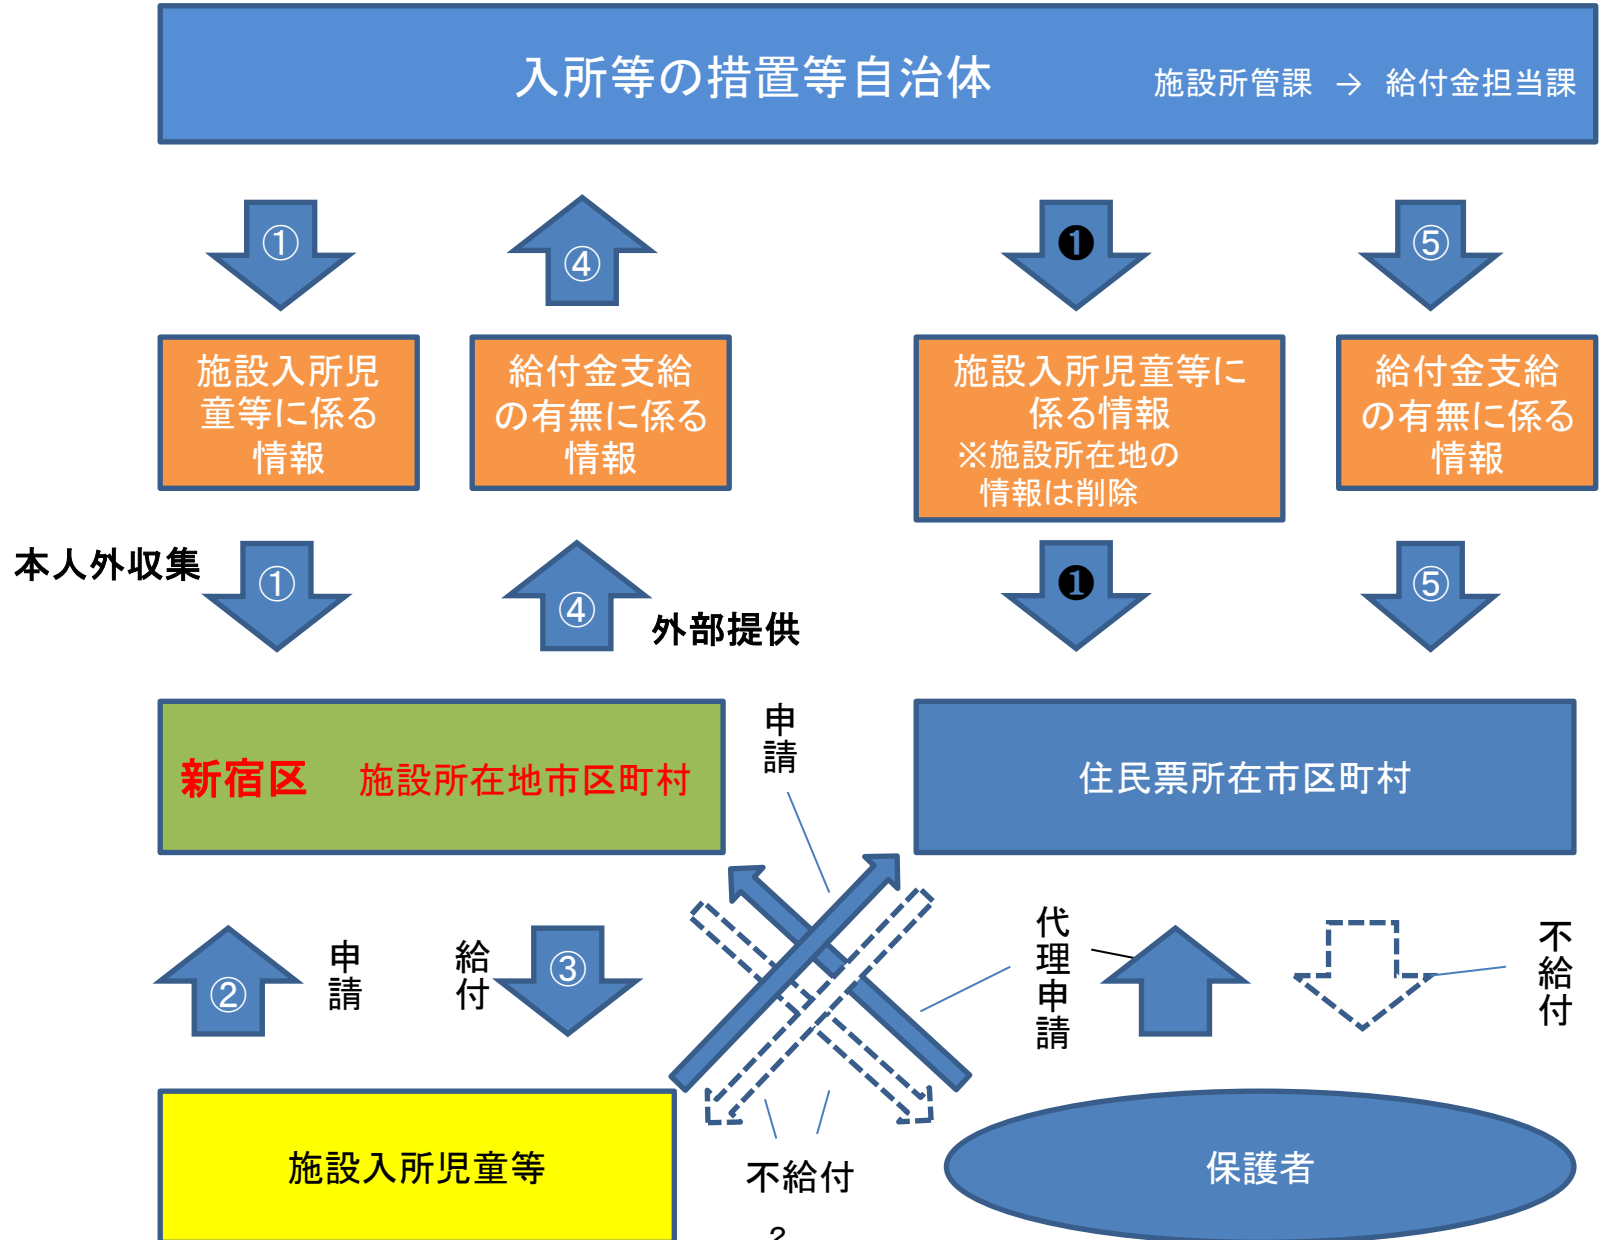 入所等の措置等自治体 施設所管課 → 給付金担当課
① ④ ❶ ⑤
施設入所児
童等に係る
情報
給付金支給
の有無に係る
情報
施設入所児童等に
係る情報
※施設所在地の
情報は削除
給付金支給
の有無に係る
情報
本人外収集
① ④ ❶ ⑤
外部提供
新宿区 施設所在地市区町村
申請
住民票所在市区町村
②
申請
給付
③
代理申請
不給付
施設入所児童等
不給付
保護者
2